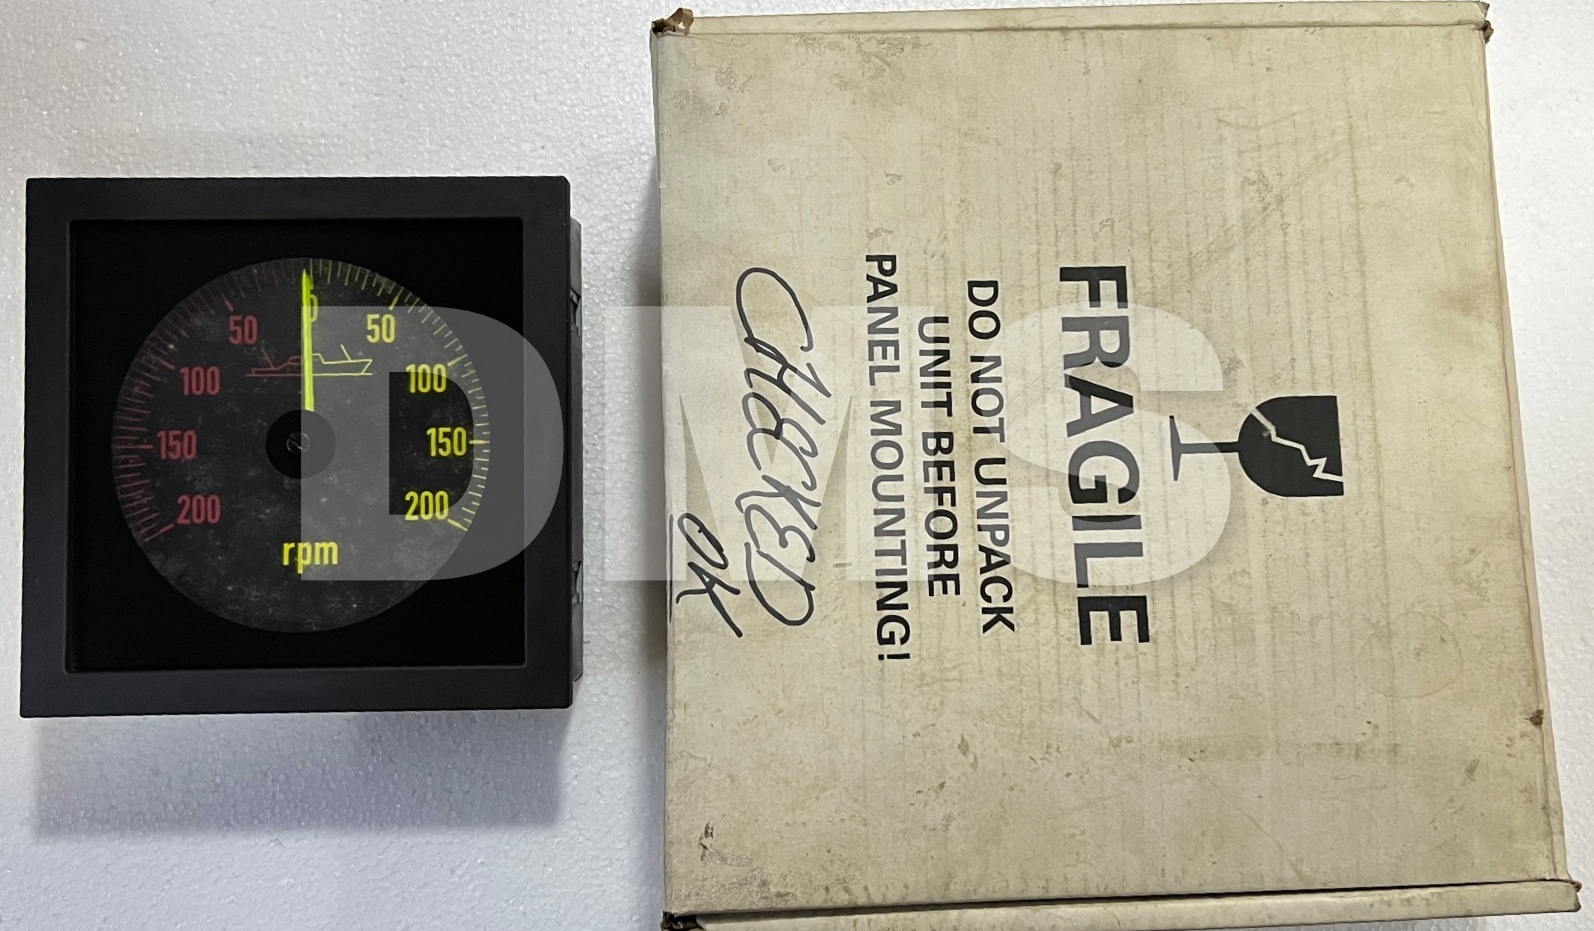 0
50
50
100
100
150
150
200
200
rpm
FRAGILE
DO NOT UNPACK
UNIT BEFORE
PANEL MOUNTING!
CHECKED
OK
DMS